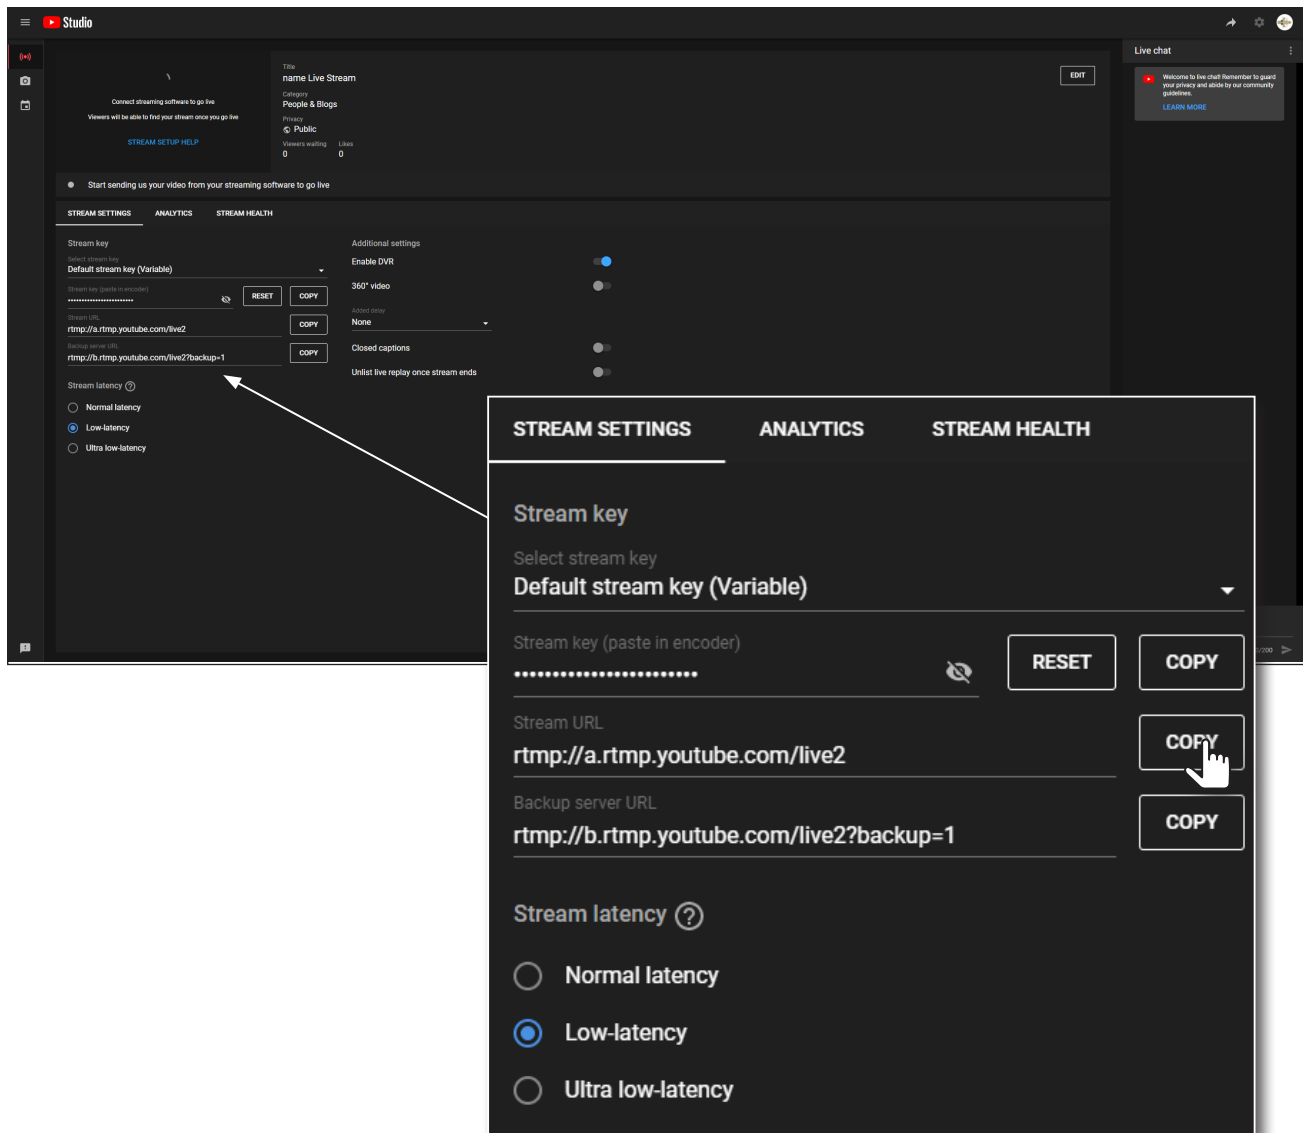 Studio
Connect streaming software to go live
Viewers will be able to find your stream once you go live
STREAM SETUP HELP
Title
name Live Stream
Category
People & Blogs
Privacy
Public
Viewers waiting Likes
0 0
EDIT
Live chat
Welcome to live chat! Remember to guard
your privacy and abide by our community
guidelines.
LEARN MORE
Start sending us your video from your streaming software to go live
STREAM SETTINGS ANALYTICS STREAM HEALTH
Stream key
Select stream key
Default stream key (Variable)
Stream key (paste in encoder)
•••••••••••••••••••••••• RESET COPY
Stream URL
rtmp://a.rtmp.youtube.com/live2 COPY
Backup server URL
rtmp://b.rtmp.youtube.com/live2?backup=1 COPY
Stream latency ?
Normal latency
Low-latency
Ultra low-latency
Additional settings
Enable DVR
360° video
Added delay
None
Closed captions
Unlist live replay once stream ends
/200
STREAM SETTINGS ANALYTICS STREAM HEALTH
Stream key
Select stream key
Default stream key (Variable)
Stream key (paste in encoder)
•••••••••••••••••••••••• RESET COPY
Stream URL
rtmp://a.rtmp.youtube.com/live2 COPY
Backup server URL
rtmp://b.rtmp.youtube.com/live2?backup=1 COPY
Stream latency ?
Normal latency
Low-latency
Ultra low-latency